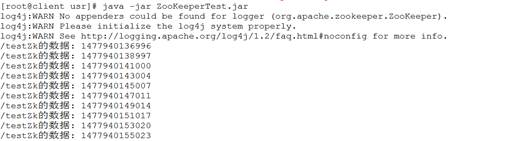 [root@client usr]# java -jar ZooKeeperTest.jar
log4j:WARN No appenders could be found for logger (org.apache.zookeeper.ZooKeeper).
log4j:WARN Please initialize the log4j system properly.
log4j:WARN See http://logging.apache.org/log4j/1.2/faq.html#noconfig for more info.
/testZk的数据: 1477940136996
/testZk的数据: 1477940138997
/testZk的数据: 1477940141000
/testZk的数据: 1477940143004
/testZk的数据: 1477940145007
/testZk的数据: 1477940147011
/testZk的数据: 1477940149014
/testZk的数据: 1477940151017
/testZk的数据: 1477940153020
/testZk的数据: 1477940155023